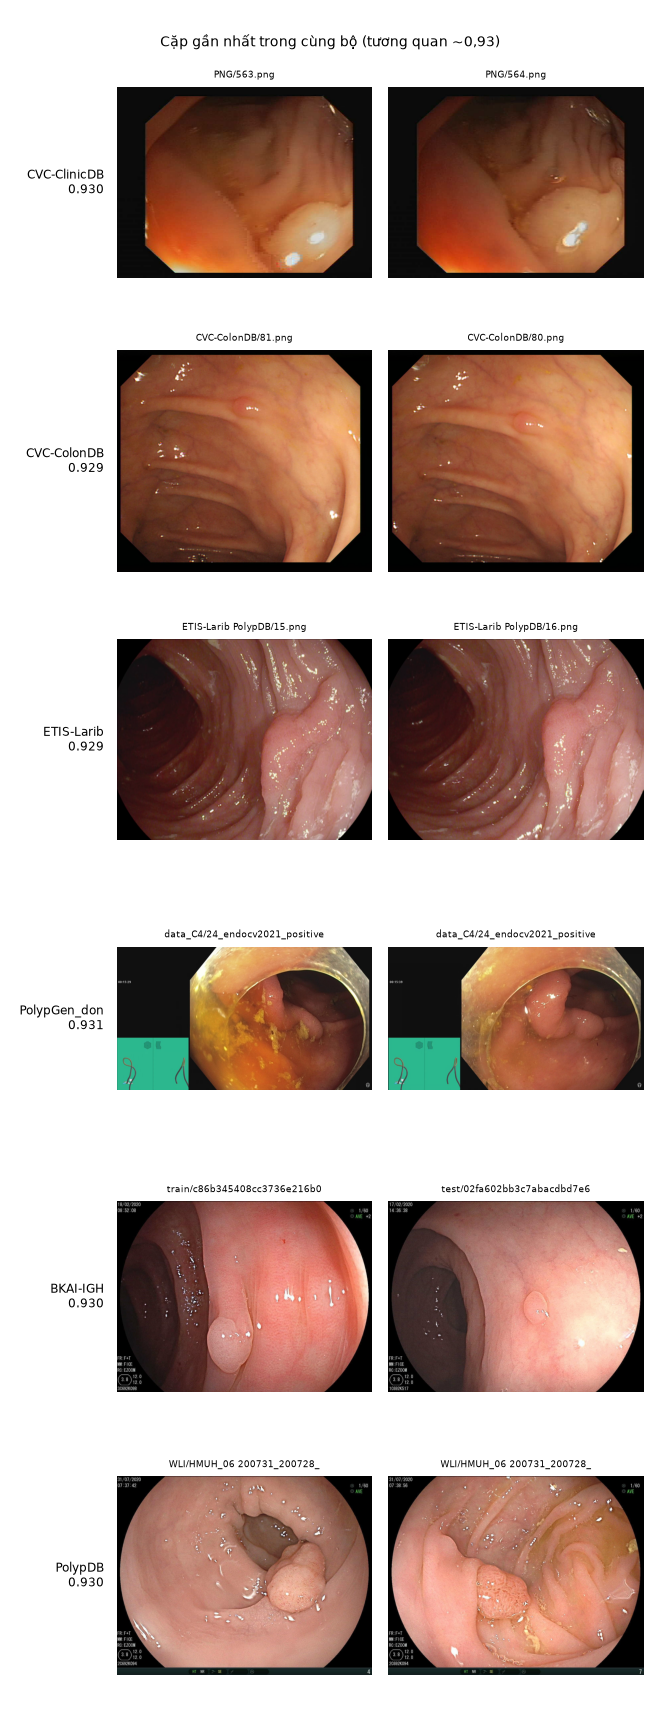 Cặp gần nhất trong cùng bộ (tương quan ~0,93)
PNG/563.png
PNG/564.png
CVC-ClinicDB
0.930
CVC-ColonDB/81.png
CVC-ColonDB/80.png
CVC-ColonDB
0.929
ETIS-Larib PolypDB/15.png
ETIS-Larib PolypDB/16.png
ETIS-Larib
0.929
data_C4/24_endocv2021_positive
data_C4/24_endocv2021_positive
PolypGen_don
0.931
train/c86b345408cc3736e216b0
test/02fa602bb3c7abacdbd7e6
BKAI-IGH
0.930
WLI/HMUH_06 200731_200728_
WLI/HMUH_06 200731_200728_
PolypDB
0.930